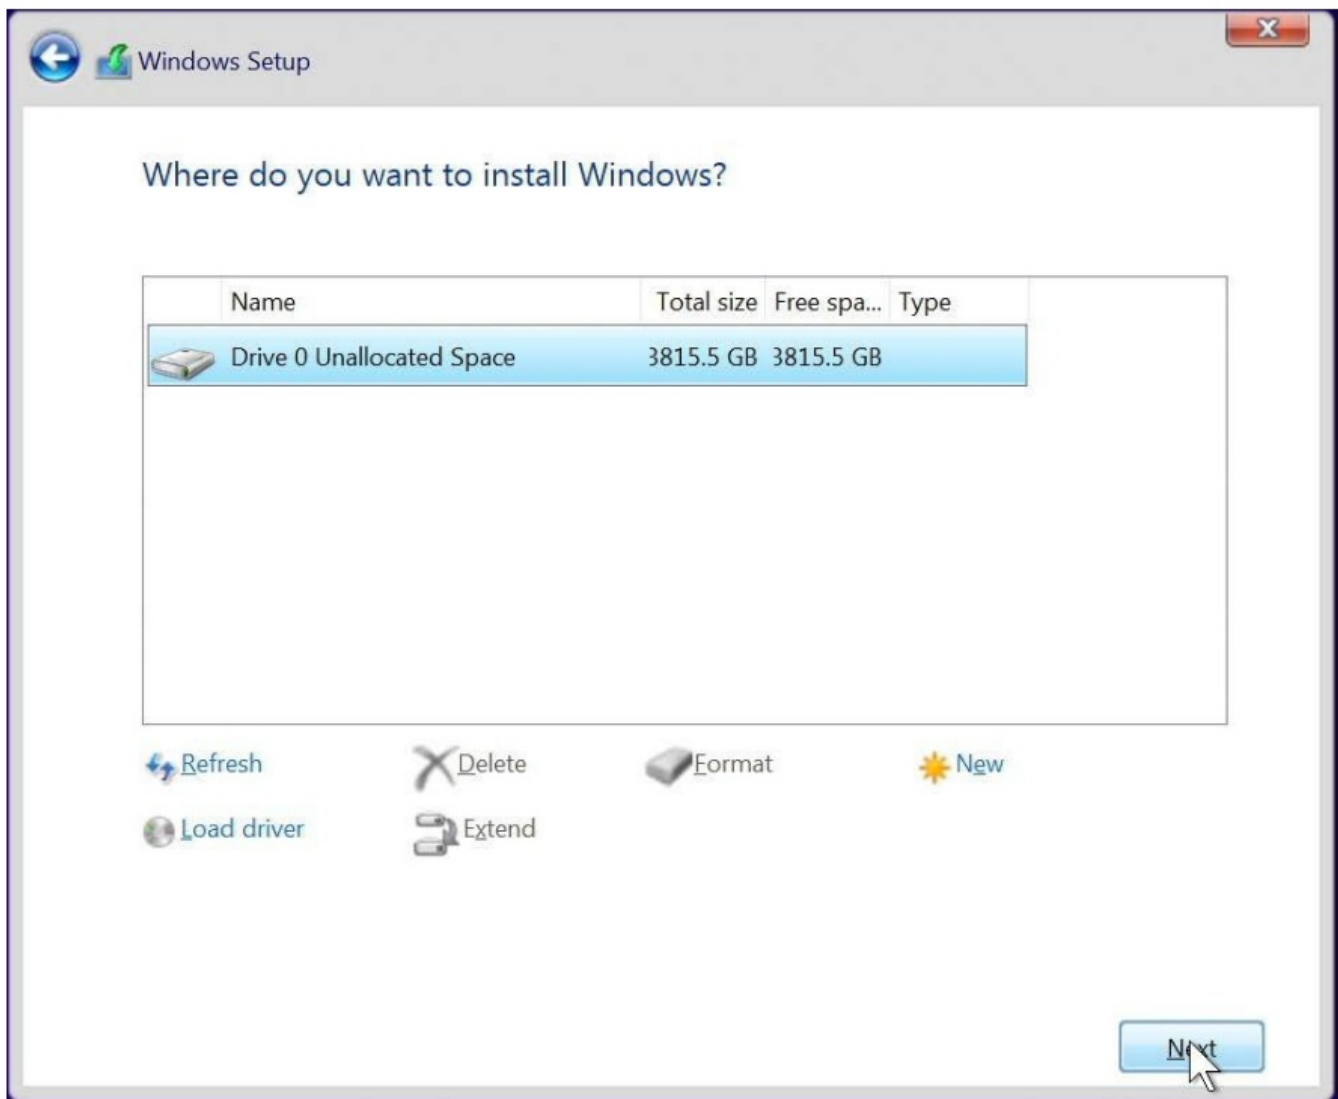 Windows Setup
Where do you want to install Windows?
Name Total size Free spa... Type
Drive 0 Unallocated Space 3815.5 GB 3815.5 GB
Refresh Delete Format New
Load driver Extend
Next